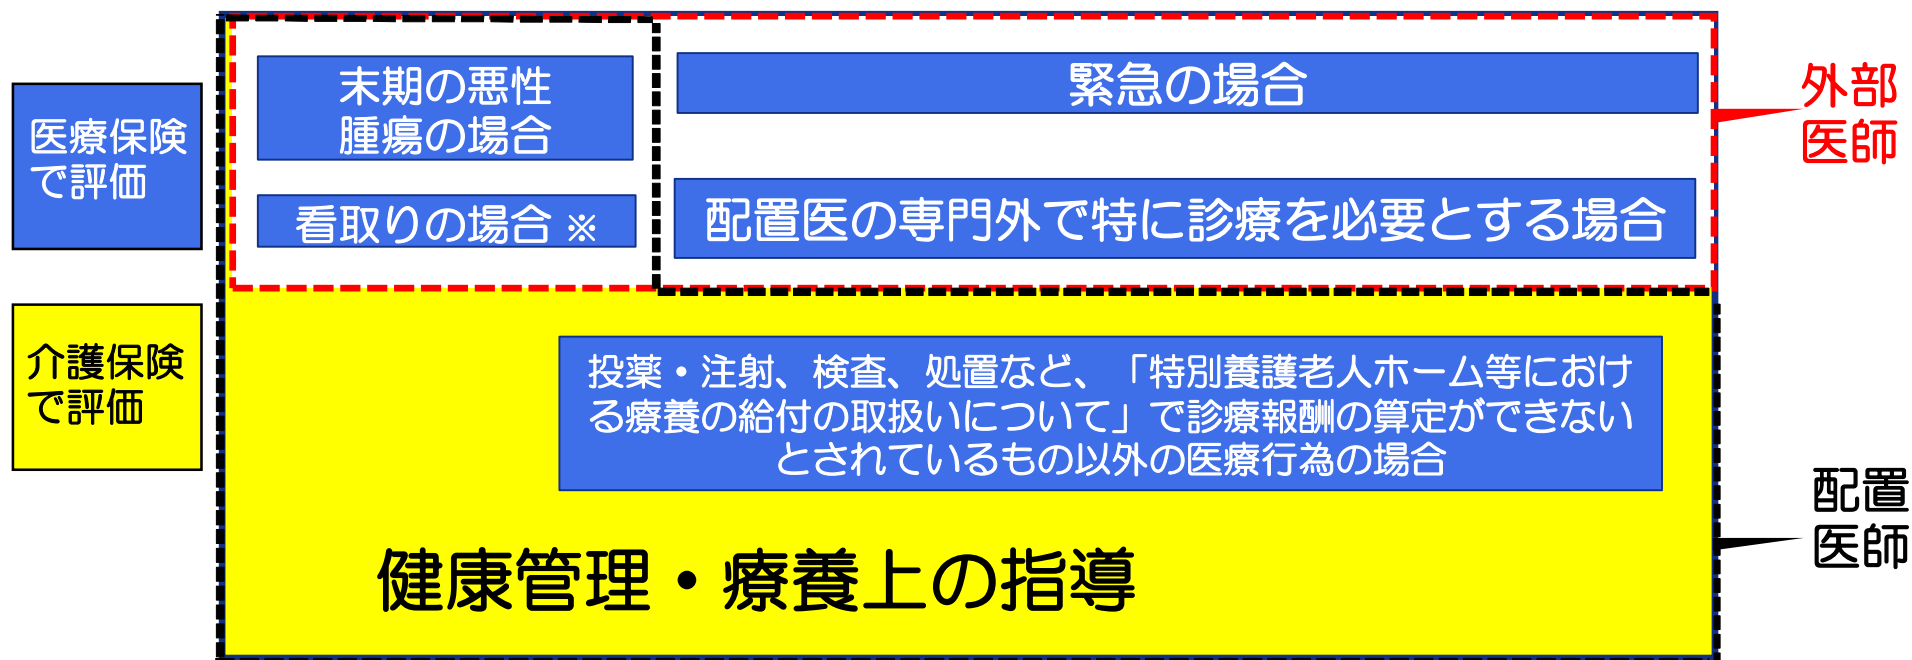 医療保険
で評価
介護保険
で評価
末期の悪性
腫瘍の場合
看取りの場合 ※
緊急の場合
配置医の専門外で特に診療を必要とする場合
投薬・注射、検査、処置など、「特別養護老人ホーム等におけ
る療養の給付の取扱いについて」で診療報酬の算定ができない
とされているもの以外の医療行為の場合
健康管理・療養上の指導
外部
医師
配置
医師